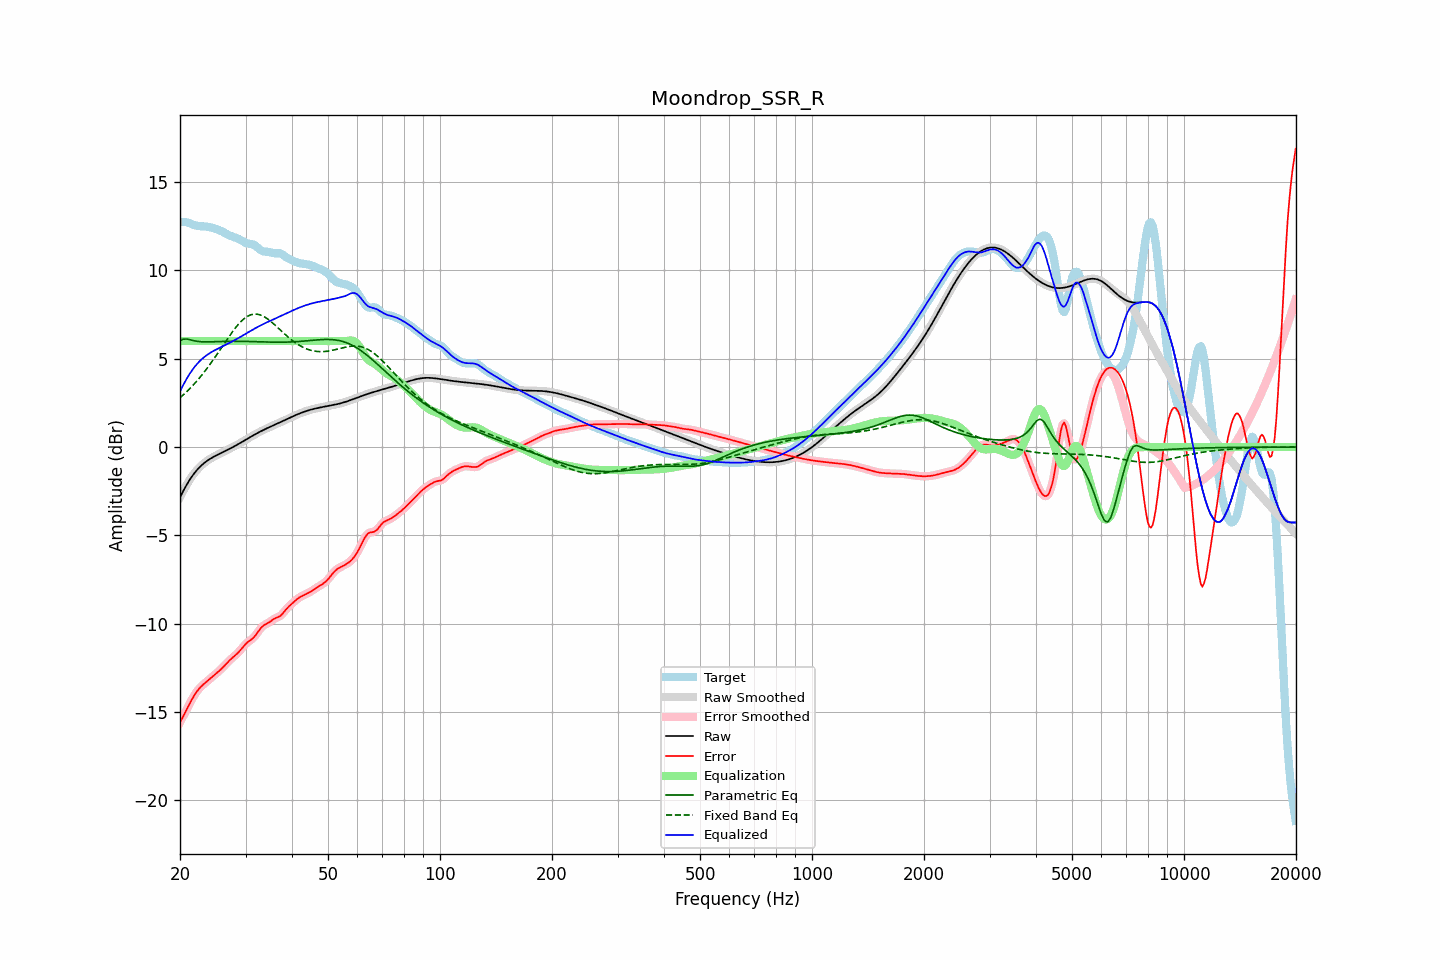 Moondrop_SSR_R
Amplitude (dBr)
15
10
5
0
−5
−10
−15
−20
Target
Raw Smoothed
Error Smoothed
Raw
Error
Equalization
Parametric Eq
Fixed Band Eq
Equalized
20 50 100 200 500 1000 2000 5000 10000 20000
Frequency (Hz)